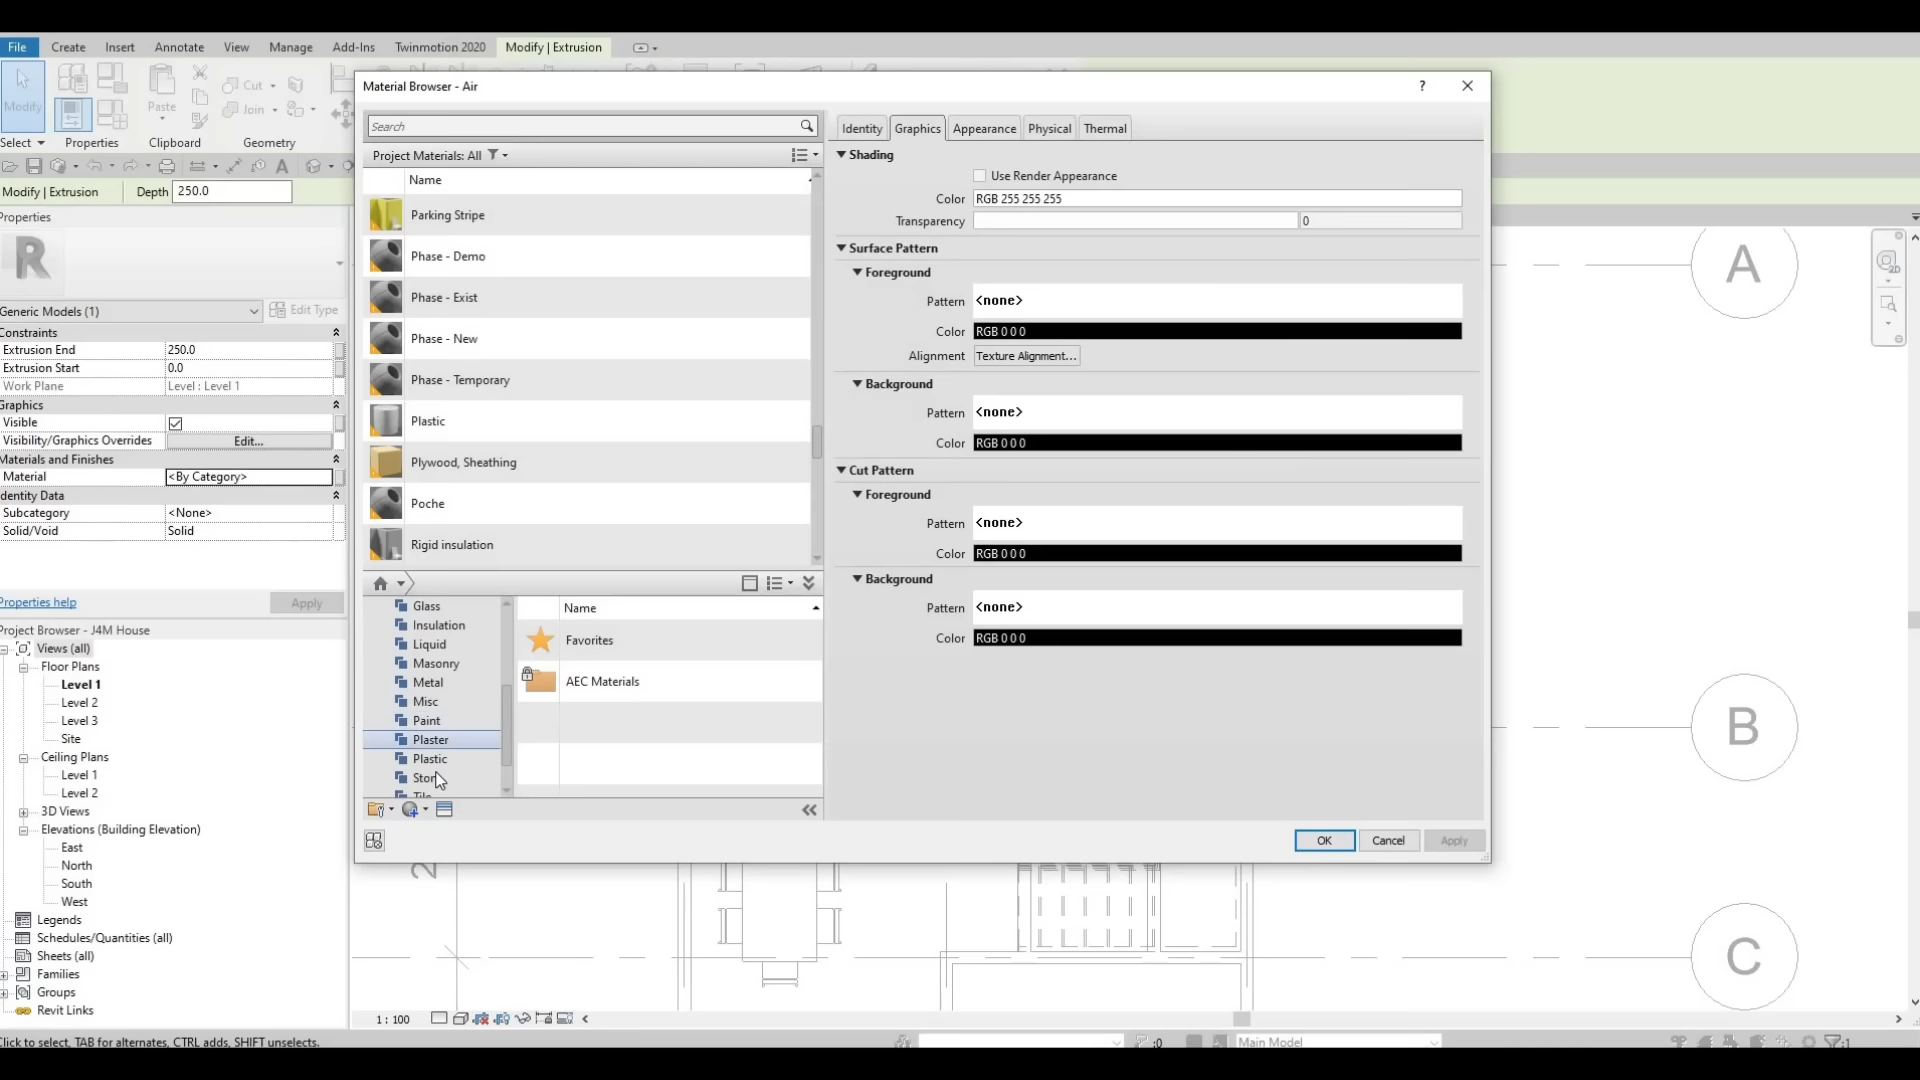 File Create Insert Annotate View Manage Add-Ins Twinmotion 2020 Modify | Extrusion
Modify
Paste
Cut
Join
Select Properties Clipboard Geometry
Modify | Extrusion Depth 250.0
Properties
R
Generic Models (1) Edit Type
Constraints
Extrusion End 250.0
Extrusion Start 0.0
Work Plane Level : Level 1
Graphics
Visible
Visibility/Graphics Overrides Edit...
Materials and Finishes
Material <By Category>
Identity Data
Subcategory <None>
Solid/Void Solid
Properties help Apply
Project Browser - J4M House
Views (all)
Floor Plans
Level 1
Level 2
Level 3
Site
Ceiling Plans
Level 1
Level 2
3D Views
Elevations (Building Elevation)
East
North
South
West
Legends
Schedules/Quantities (all)
Sheets (all)
Families
Groups
Revit Links
Material Browser - Air
?
Search
Project Materials: All
Name
Parking Stripe
Phase - Demo
Phase - Exist
Phase - New
Phase - Temporary
Plastic
Plywood, Sheathing
Poche
Rigid insulation
Glass
Insulation
Liquid
Masonry
Metal
Misc
Paint
Plaster
Plastic
Name
Favorites
AEC Materials
Identity Graphics Appearance Physical Thermal
Shading
Use Render Appearance
Color RGB 255 255 255
Transparency 0
Surface Pattern
Foreground
Pattern <none>
Color RGB 0 0 0
Alignment Texture Alignment...
Background
Pattern <none>
Color RGB 0 0 0
Cut Pattern
Foreground
Pattern <none>
Color RGB 0 0 0
Background
Pattern <none>
Color RGB 0 0 0
OK Cancel Apply
A
B
C
2
1 : 100
Click to select, TAB for alternates, CTRL adds, SHIFT unselects.
:0
Main Model
:1